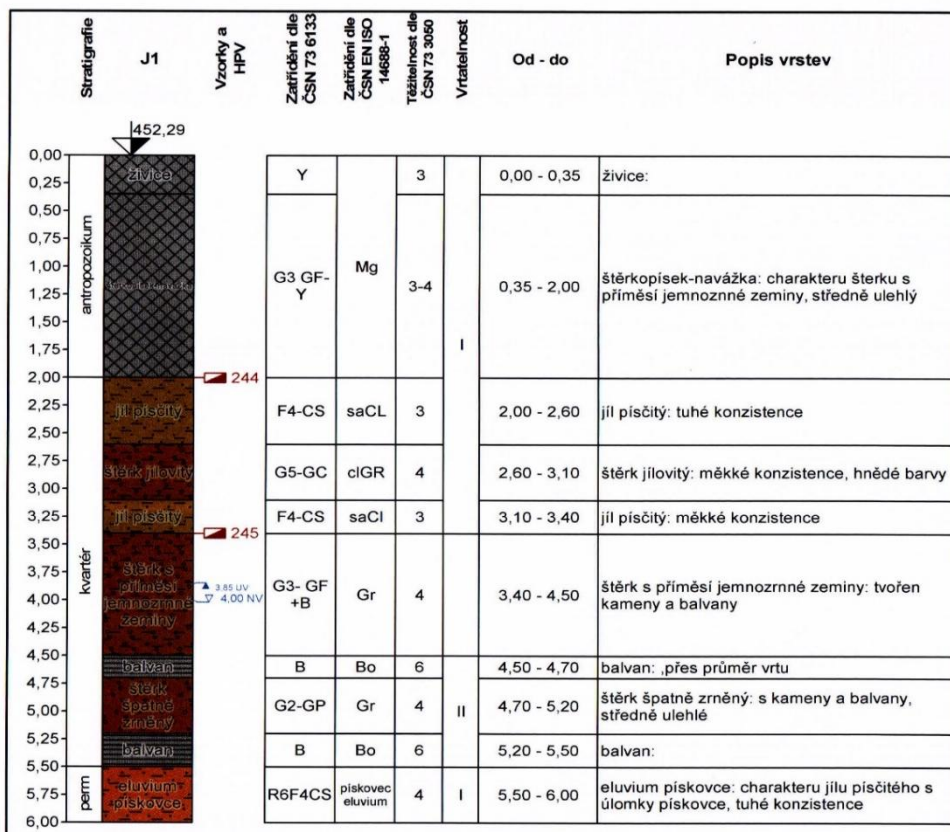 Stratigrafie
J1
Vzorky a
HPV
Zatřídění dle
ČSN 73 6133
Zatřídění dle
ČSN EN ISO
14688-1
Těžitelnost dle
ČSN 73 3050
Vrtatelnost
Od - do
Popis vrstev
452,29
0,00
0,25
0,50
0,75
1,00
1,25
1,50
1,75
2,00
2,25
2,50
2,75
3,00
3,25
3,50
3,75
4,00
4,25
4,50
4,75
5,00
5,25
5,50
5,75
6,00
antropozoikum
kvartér
perm
živice
jíl písčitý
štěrk jílovitý
jíl písčitý
štěrk s
příměsí
jemnozrnné
zeminy
balvan
štěrk
špatně
zrněný
balvan
eluvium
pískovce
244
245
3,85 UV
4,00 NV
Y
Mg
3
I
0,00 - 0,35
živice:
G3 GF-
Y
3-4
0,35 - 2,00
štěrkopísek-navážka: charakteru šterku s
příměsí jemnoznné zeminy, středně ulehlý
F4-CS
saCL
3
2,00 - 2,60
jíl písčitý: tuhé konzistence
G5-GC
clGR
4
2,60 - 3,10
štěrk jílovitý: měkké konzistence, hnědé barvy
F4-CS
saCl
3
3,10 - 3,40
jíl písčitý: měkké konzistence
G3- GF
+B
Gr
4
II
3,40 - 4,50
štěrk s příměsí jemnozrnné zeminy: tvořen
kameny a balvany
B
Bo
6
4,50 - 4,70
balvan: ,přes průměr vrtu
G2-GP
Gr
4
4,70 - 5,20
štěrk špatně zrněný: s kameny a balvany,
středně ulehlé
B
Bo
6
5,20 - 5,50
balvan:
R6F4CS
pískovec
eluvium
4
I
5,50 - 6,00
eluvium pískovce: charakteru jílu písčitého s
úlomky pískovce, tuhé konzistence